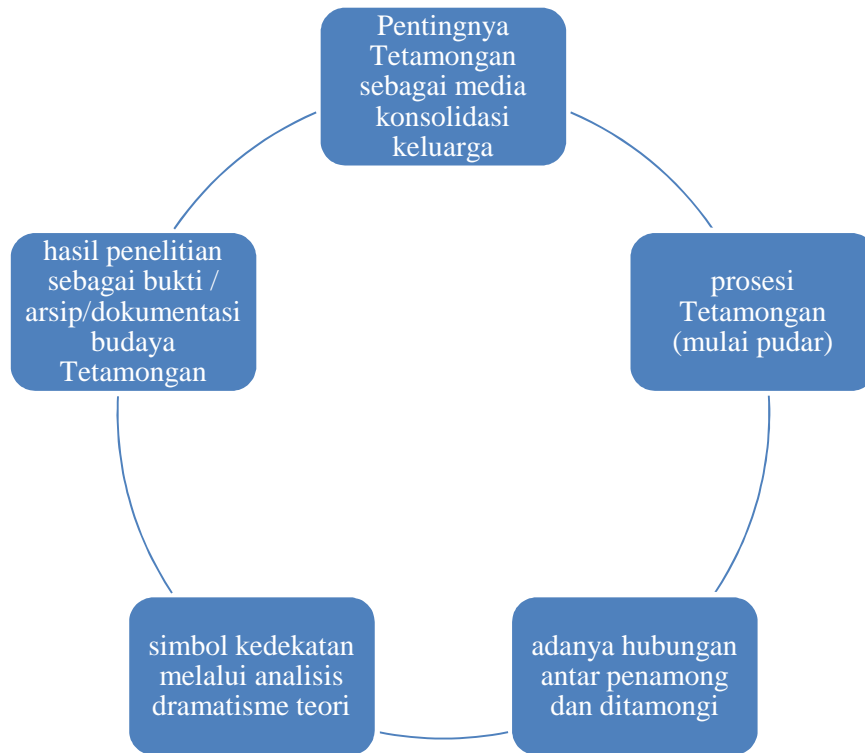 Pentingnya
Tetamongan
sebagai media
konsolidasi
keluarga
prosesi
Tetamongan
(mulai pudar)
adanya hubungan
antar penamong
dan ditamongi
simbol kedekatan
melalui analisis
dramatisme teori
hasil penelitian
sebagai bukti /
arsip/dokumentasi
budaya
Tetamongan